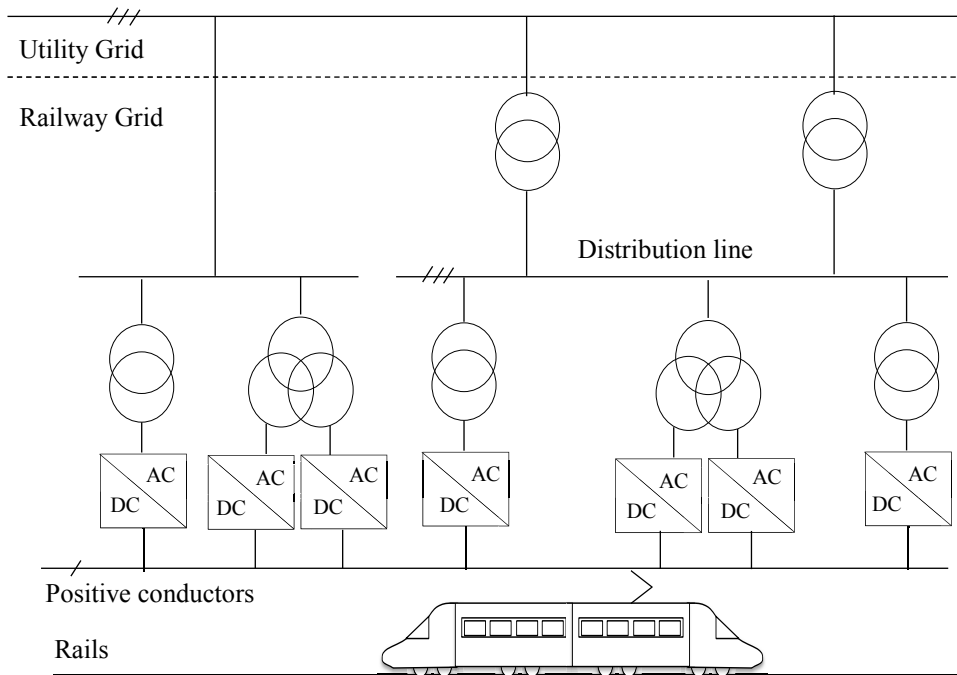 Utility Grid
Railway Grid
Distribution line
AC
DC
AC
DC
AC
DC
AC
DC
AC
DC
AC
DC
AC
DC
Positive conductors
Rails